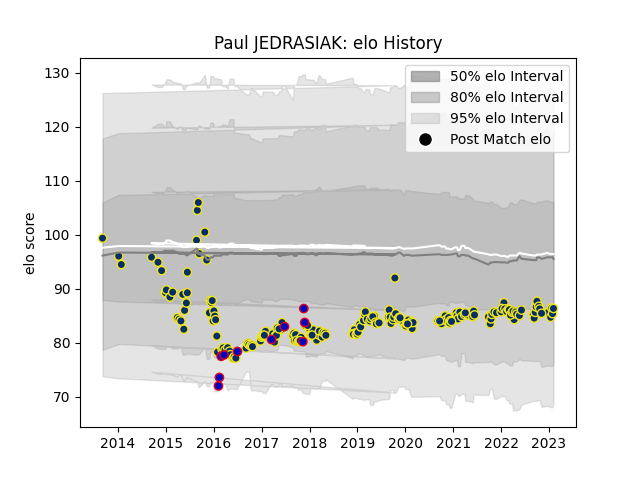 Paul JEDRASIAK: elo History
50% elo Interval
80% elo Interval
95% elo Interval
Post Match elo
elo score
130
120
110
100
90
80
70
2014 2015 2016 2017 2018 2019 2020 2021 2022 2023